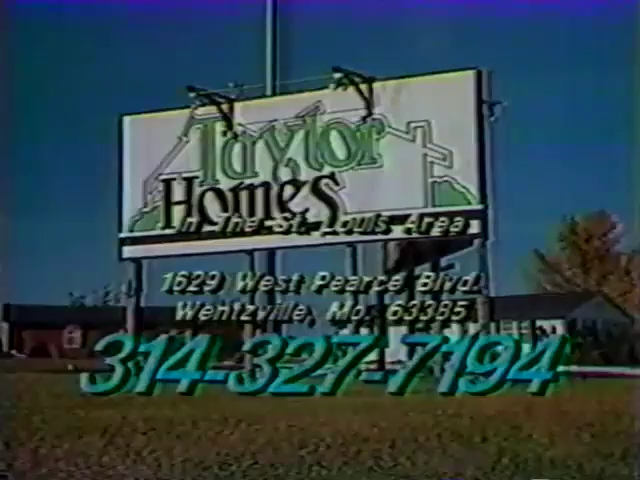 Taylor
Homes
In The St. Louis Area
1629 West Pearce Blvd.
Wentzville, Mo. 63385
314-327-7194